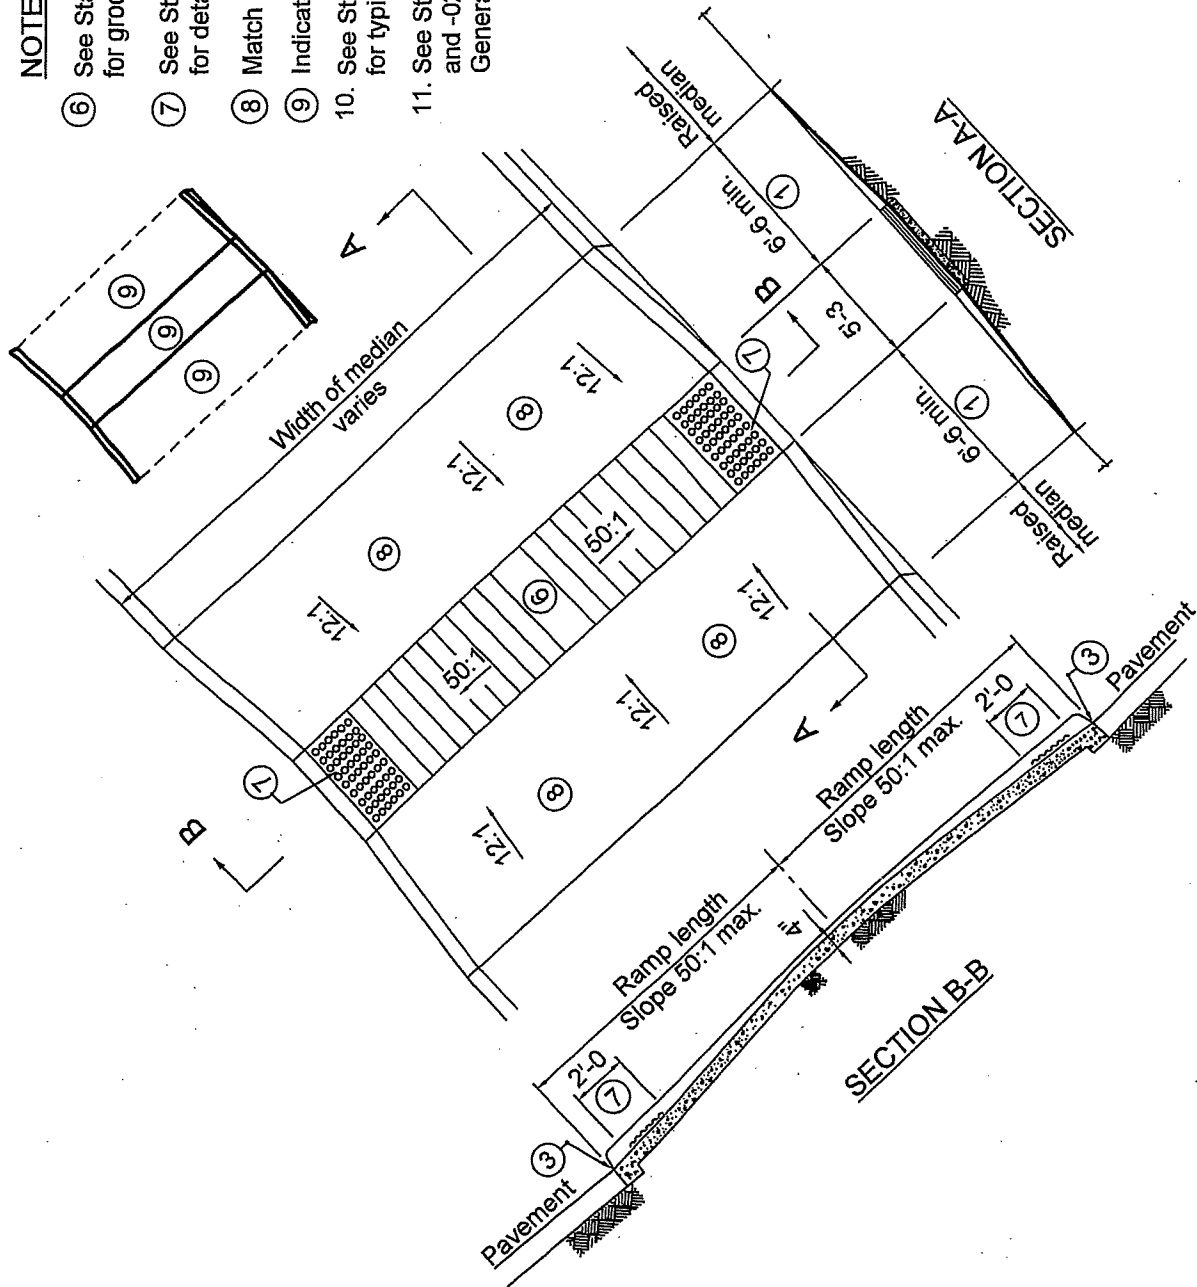 NOTE
6 See Sta
for groo
7 See St
for deta
8 Match
9 Indicat
10. See St
for typi
11. See St
and -02
Genera
9
9
9
Width of median
varies
A
Raised
median
6'-6 min.
1
B
5'-3
6'-6 min.
1
Raised
median
SECTION A-A
12:1
12:1
12:1
8
8
7
50:1
6
50:1
7
B
12:1
12:1
12:1
8
8
A
Ramp length
Slope 50:1 max.
2'-0
7
3
Pavement
Ramp length
Slope 50:1 max.
4"
2'-0
7
3
Pavement
SECTION B-B